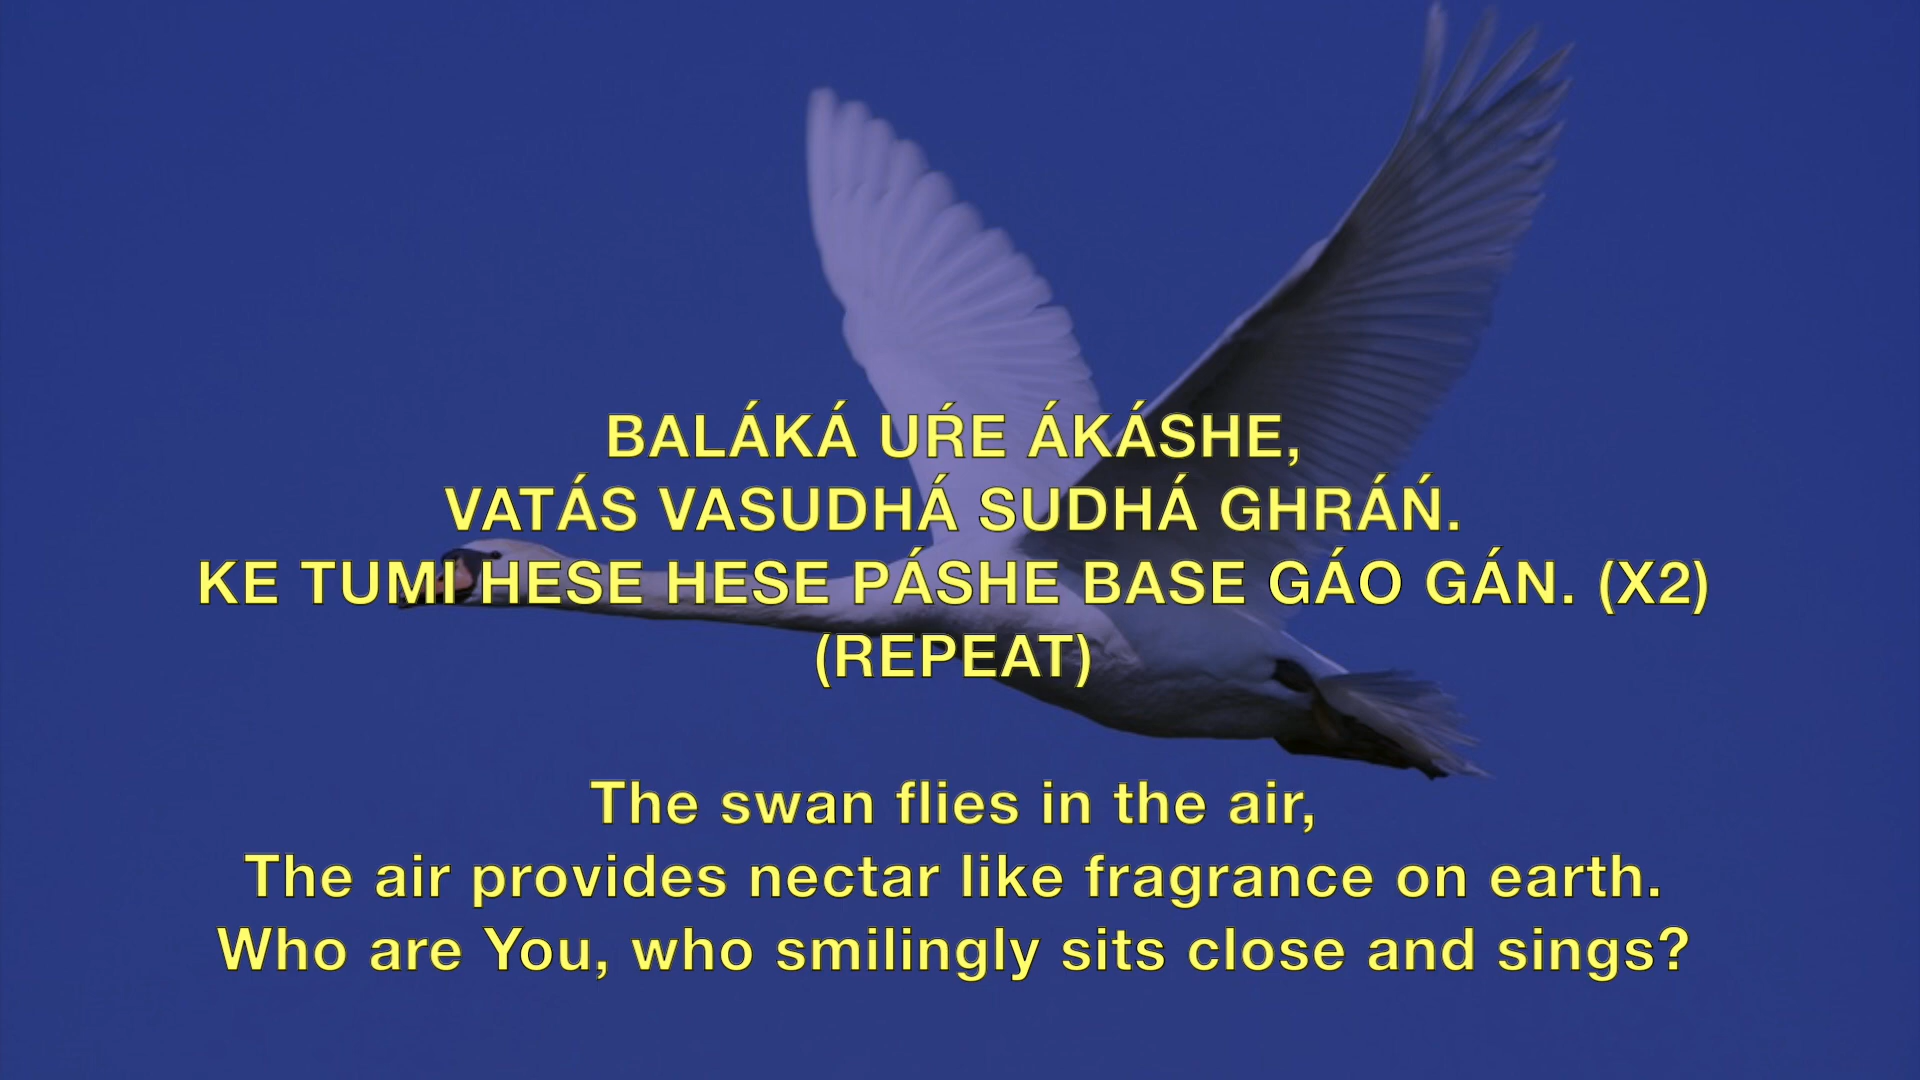 BALÁKÁ UŔE ÁKÁSHE,
VATÁS VASUDHÁ SUDHÁ GHRÁŃ.
KE TUMI HESE HESE PÁSHE BASE GÁO GÁN. (X2)
(REPEAT)
The swan flies in the air,
The air provides nectar like fragrance on earth.
Who are You, who smilingly sits close and sings?